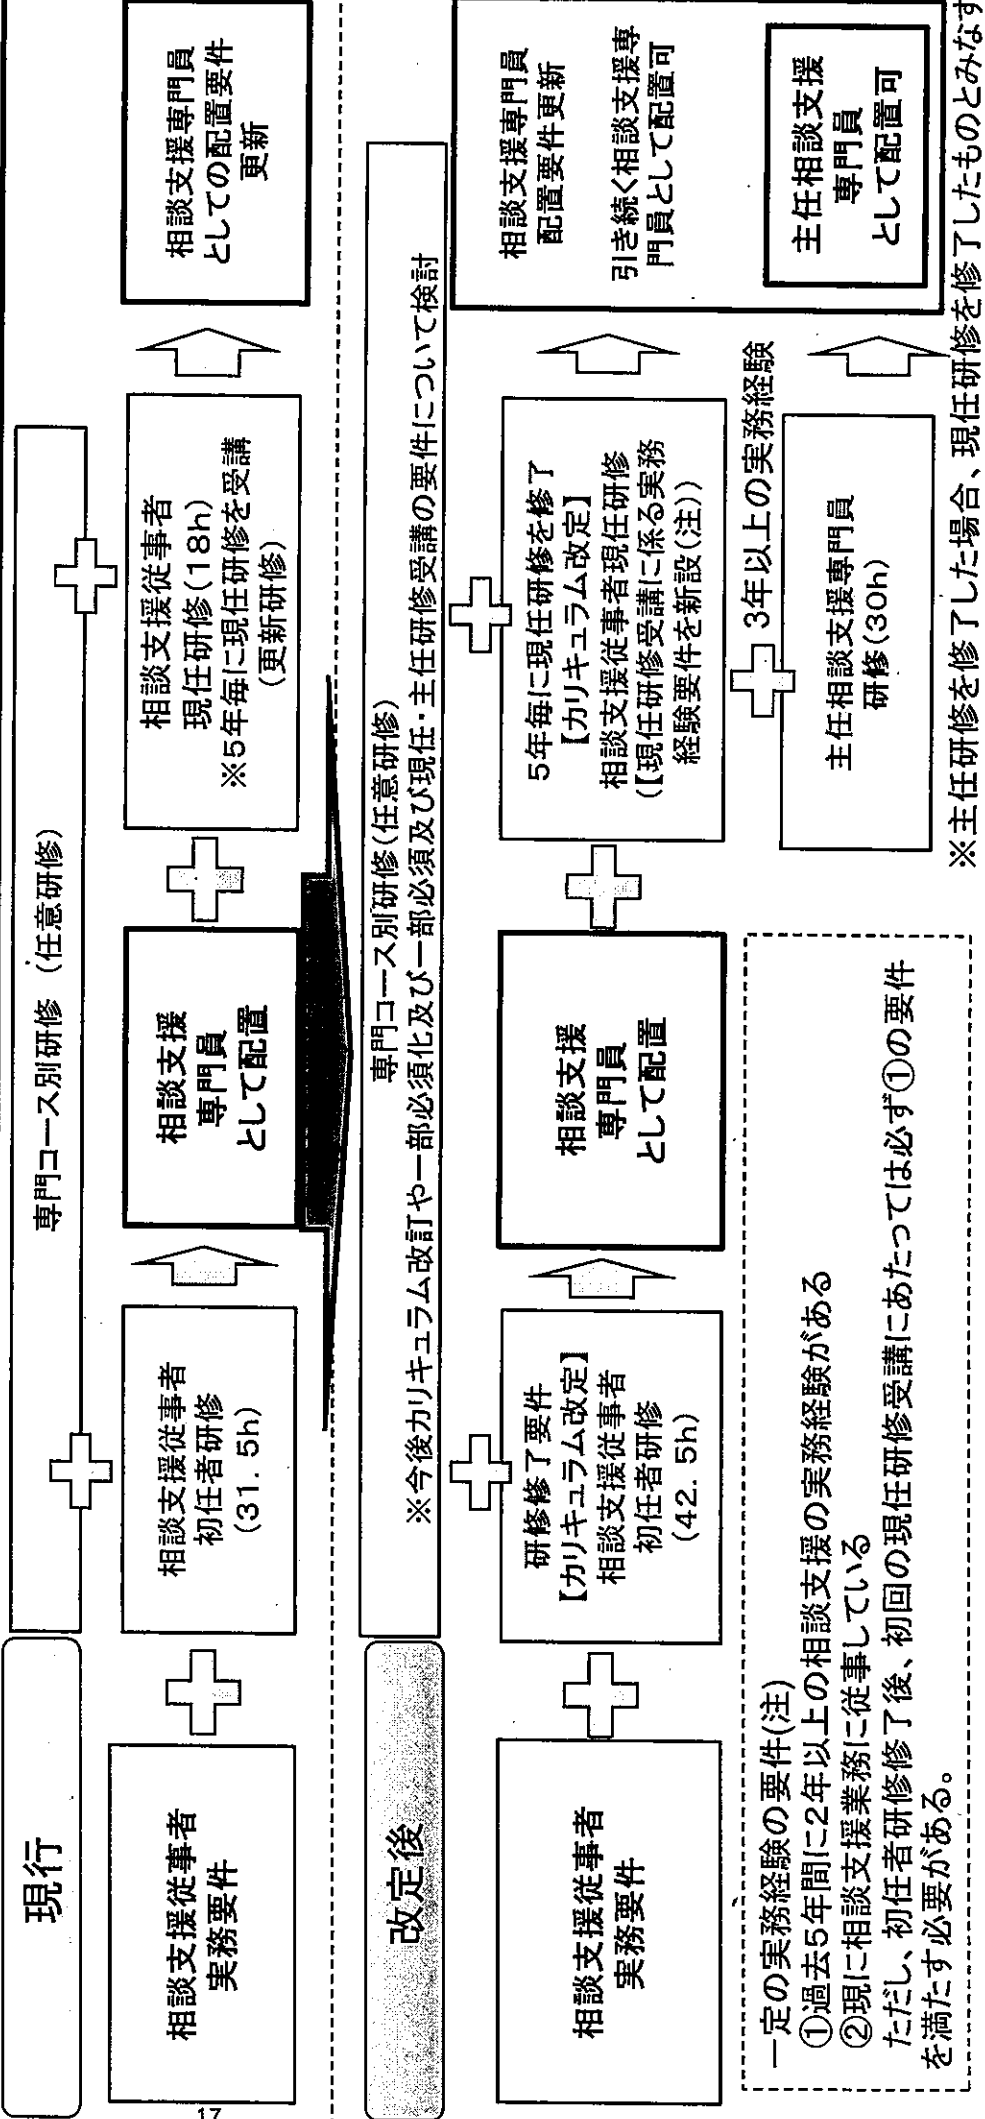 現行
専門コース別研修 (任意研修)
相談支援従事者
実務要件
相談支援従事者
初任者研修
(31.5h)
相談支援
専門員
として配置
相談支援従事者
現任研修(18h)
※5年毎に現任研修を受講
(更新研修)
相談支援専門員
としての配置要件
更新
改定後
専門コース別研修(任意研修)
※今後カリキュラム改訂や一部必須化及び一部必須及び現任・主任研修受講の要件について検討
相談支援従事者
実務要件
研修修了要件
【カリキュラム改定】
相談支援従事者
初任者研修
(42.5h)
相談支援
専門員
として配置
5年毎に現任研修を修了
【カリキュラム改定】
相談支援従事者現任研修
(【現任研修受講に係る実務
経験要件を新設(注))
相談支援専門員
配置要件更新
引き続く相談支援専
門員として配置可
3年以上の実務経験
主任相談支援専門員
研修(30h)
主任相談支援
専門員
として配置可
一定の実務経験の要件(注)
①過去5年間に2年以上の相談支援の実務経験がある
②現に相談支援業務に従事している
ただし、初任者研修修了後、初回の現任研修受講にあたっては必ず①の要件
を満たす必要がある。
※主任研修を修了した場合、現任研修を修了したものとみなす
17